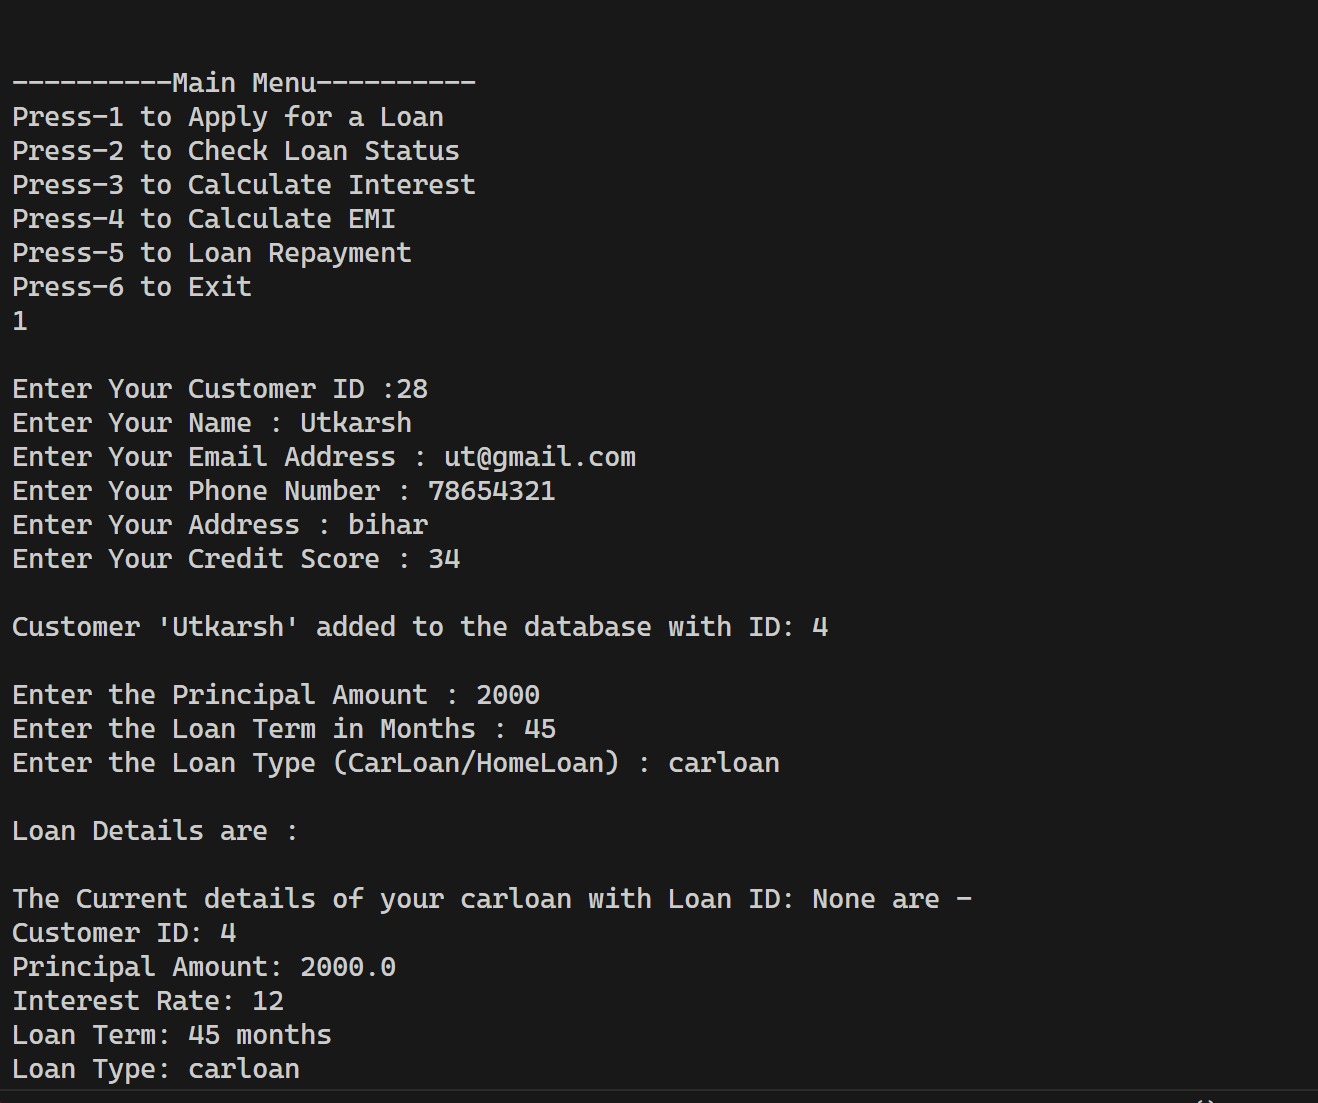 ----------Main Menu----------
Press-1 to Apply for a Loan
Press-2 to Check Loan Status
Press-3 to Calculate Interest
Press-4 to Calculate EMI
Press-5 to Loan Repayment
Press-6 to Exit
1
Enter Your Customer ID :28
Enter Your Name : Utkarsh
Enter Your Email Address : ut@gmail.com
Enter Your Phone Number : 78654321
Enter Your Address : bihar
Enter Your Credit Score : 34
Customer 'Utkarsh' added to the database with ID: 4
Enter the Principal Amount : 2000
Enter the Loan Term in Months : 45
Enter the Loan Type (CarLoan/HomeLoan) : carloan
Loan Details are :
The Current details of your carloan with Loan ID: None are -
Customer ID: 4
Principal Amount: 2000.0
Interest Rate: 12
Loan Term: 45 months
Loan Type: carloan